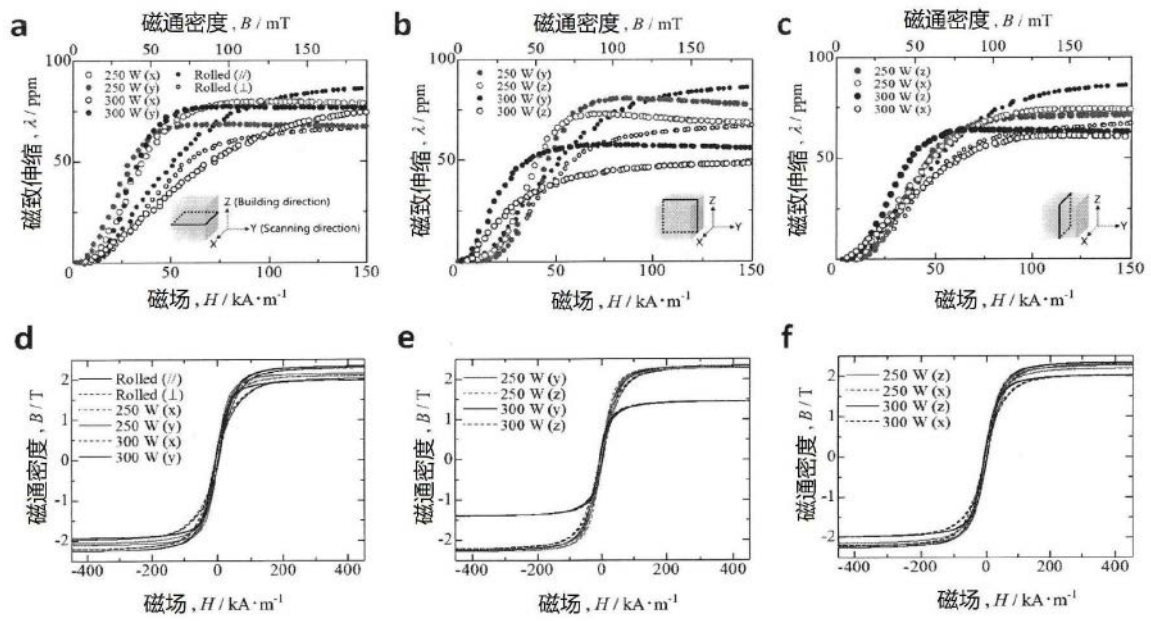 a
磁通密度 , B / mT
0 50 100 150
100
50
磁致伸缩 , λ / ppm
250 W (x)
250 W (y)
300 W (x)
300 W (y)
Rolled (//)
Rolled (⊥)
Z (Building direction)
Y (Scanning direction)
X
0 50 100 150
磁场 , H / kA·m⁻¹
b
磁通密度 , B / mT
0 50 100 150
100
50
磁致伸缩 , λ / ppm
250 W (y)
250 W (z)
300 W (y)
300 W (z)
Z
Y
X
0 50 100 150
磁场 , H / kA·m⁻¹
c
磁通密度 , B / mT
0 50 100 150
100
50
磁致伸缩 , λ / ppm
250 W (z)
250 W (x)
300 W (z)
300 W (x)
Z
Y
X
0 50 100 150
磁场 , H / kA·m⁻¹
d
磁通密度 , B / T
2
1
0
-1
-2
Rolled (//)
Rolled (⊥)
250 W (x)
250 W (y)
300 W (x)
300 W (y)
-400 -200 0 200 400
磁场 , H / kA·m⁻¹
e
磁通密度 , B / T
2
1
0
-1
-2
250 W (y)
250 W (z)
300 W (y)
300 W (z)
-400 -200 0 200 400
磁场 , H / kA·m⁻¹
f
磁通密度 , B / T
2
1
0
-1
-2
250 W (z)
250 W (x)
300 W (z)
300 W (x)
-400 -200 0 200 400
磁场 , H / kA·m⁻¹